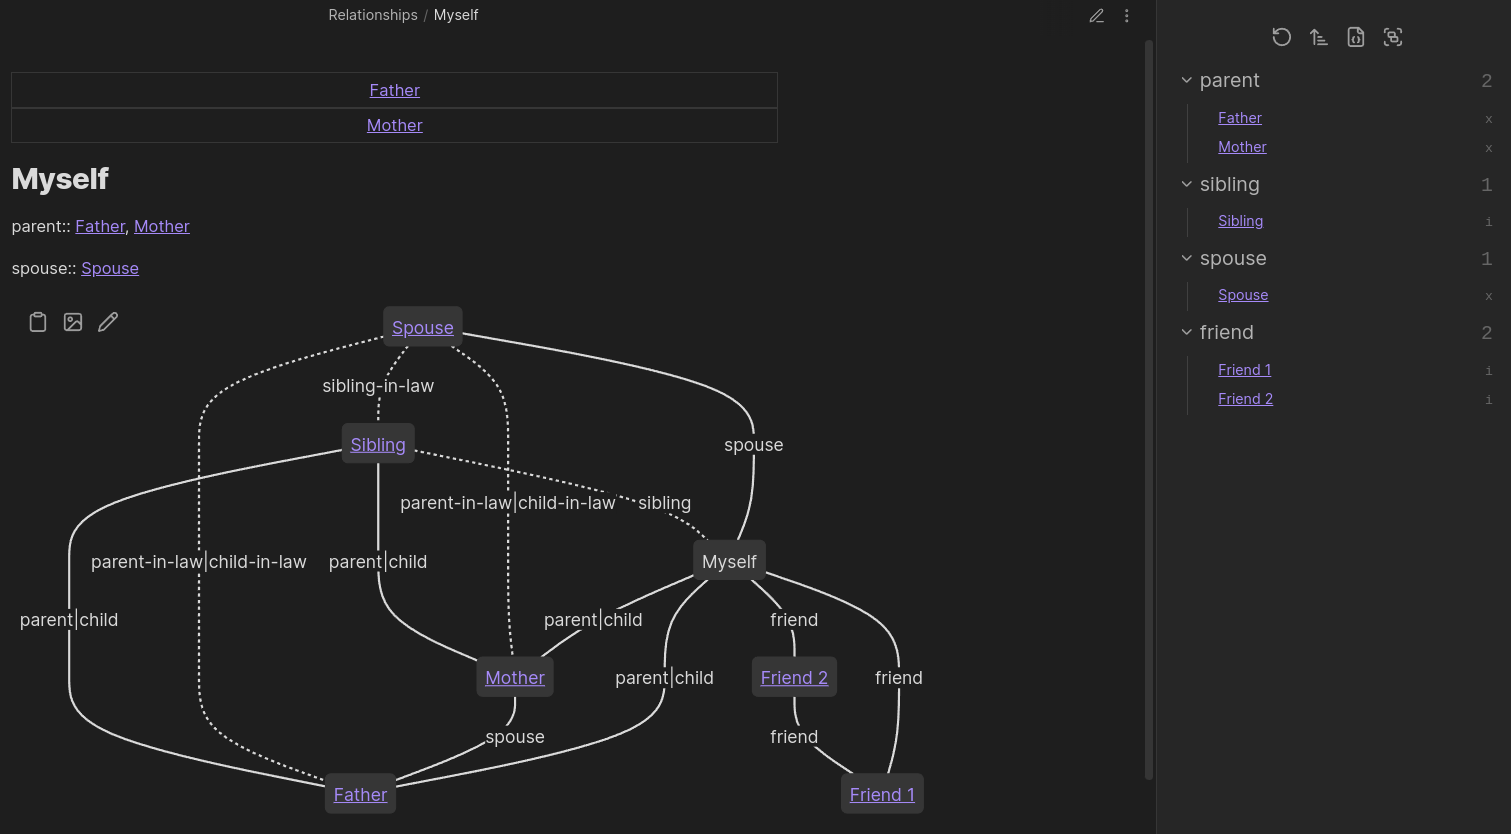 Relationships / Myself
Father
Mother
Myself
parent:: Father, Mother
spouse:: Spouse
Spouse
sibling-in-law
Sibling
spouse
parent-in-law|child-in-law
sibling
parent-in-law|child-in-law
parent|child
Myself
parent|child
parent|child
friend
Mother
parent|child
Friend 2
friend
spouse
friend
Father
Friend 1
parent 2
Father x
Mother x
sibling 1
Sibling i
spouse 1
Spouse x
friend 2
Friend 1 i
Friend 2 i